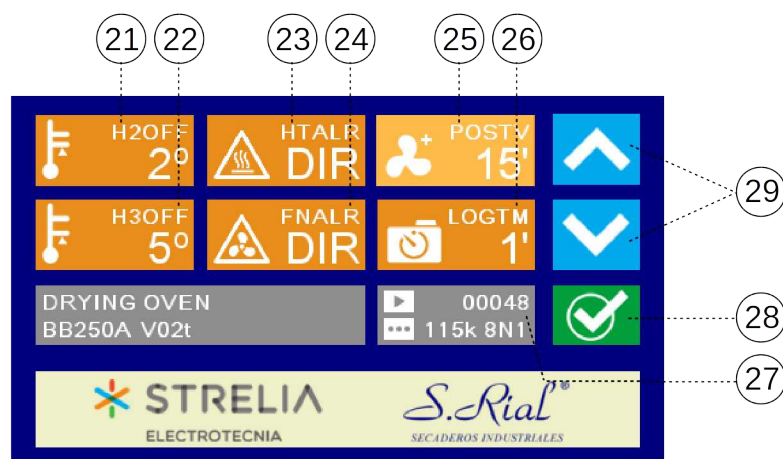 21 22 23 24 25 26
H2OFF HTALR POSTV
2º DIR 15'
H3OFF FNALR LOGTM
5º DIR 1'
29
DRYING OVEN 00048
BB250A V02t 115k 8N1
28
27
STRELIA S.Rial ®
ELECTROTECNIA SECADEROS INDUSTRIALES